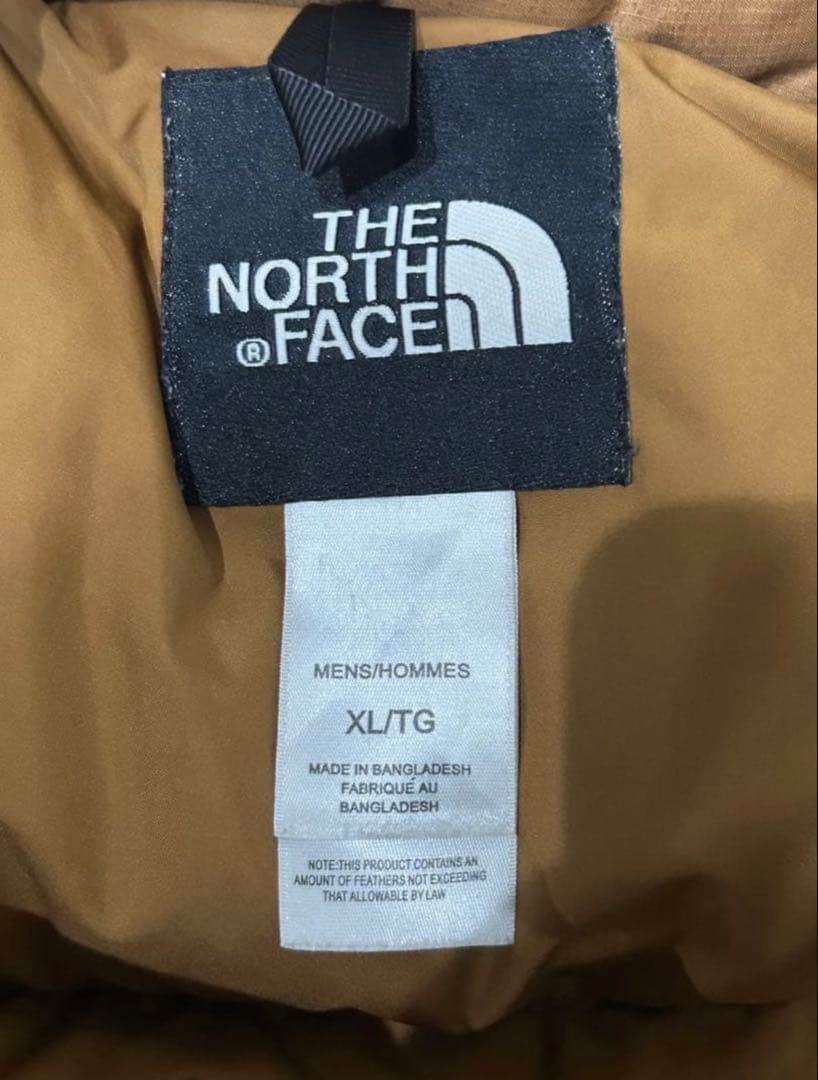 THE
NORTH
®FACE
MENS/HOMMES
XL/TG
MADE IN BANGLADESH
FABRIQUÉ AU
BANGLADESH
NOTE:THIS PRODUCT CONTAINS AN
AMOUNT OF FEATHERS NOT EXCEEDING
THAT ALLOWABLE BY LAW